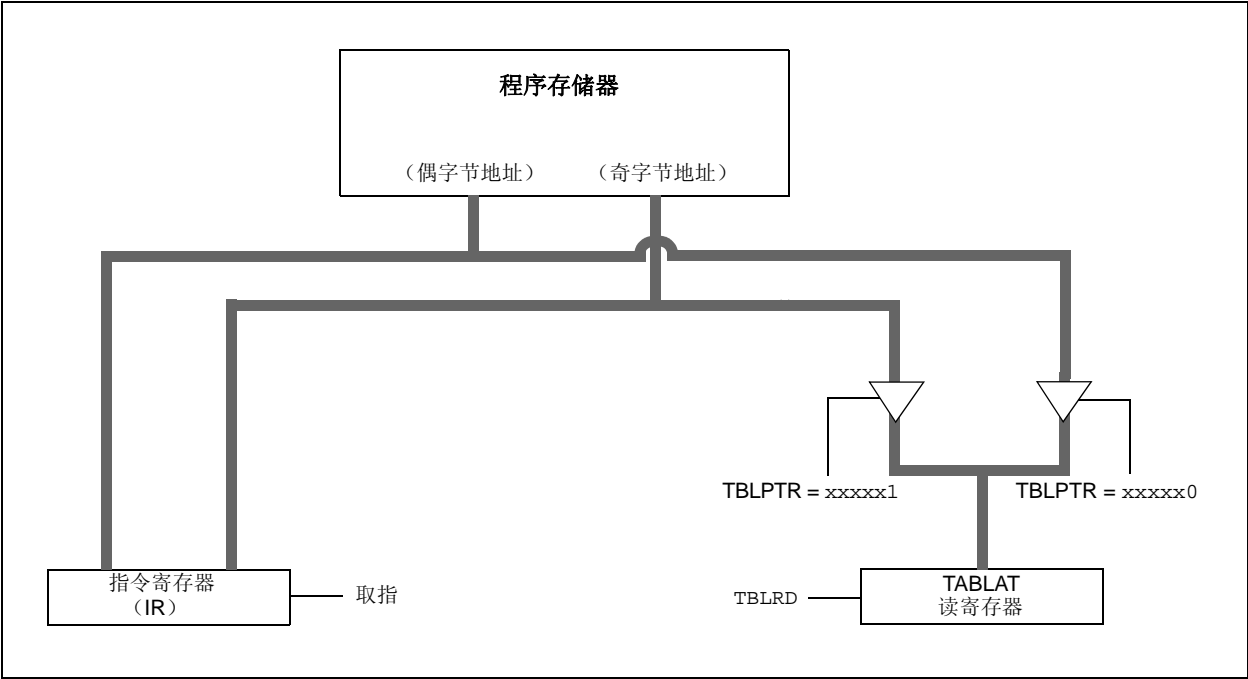 程序存储器
（偶字节地址） （奇字节地址）
TBLPTR = xxxxx1 TBLPTR = xxxxx0
指令寄存器
（IR）
取指
TBLRD
TABLAT
读寄存器